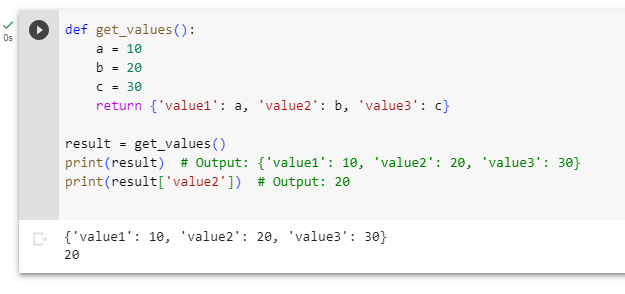 def get_values():
    a = 10
    b = 20
    c = 30
    return {'value1': a, 'value2': b, 'value3': c}
0s
result = get_values()
print(result)  # Output: {'value1': 10, 'value2': 20, 'value3': 30}
print(result['value2'])  # Output: 20
{'value1': 10, 'value2': 20, 'value3': 30}
20